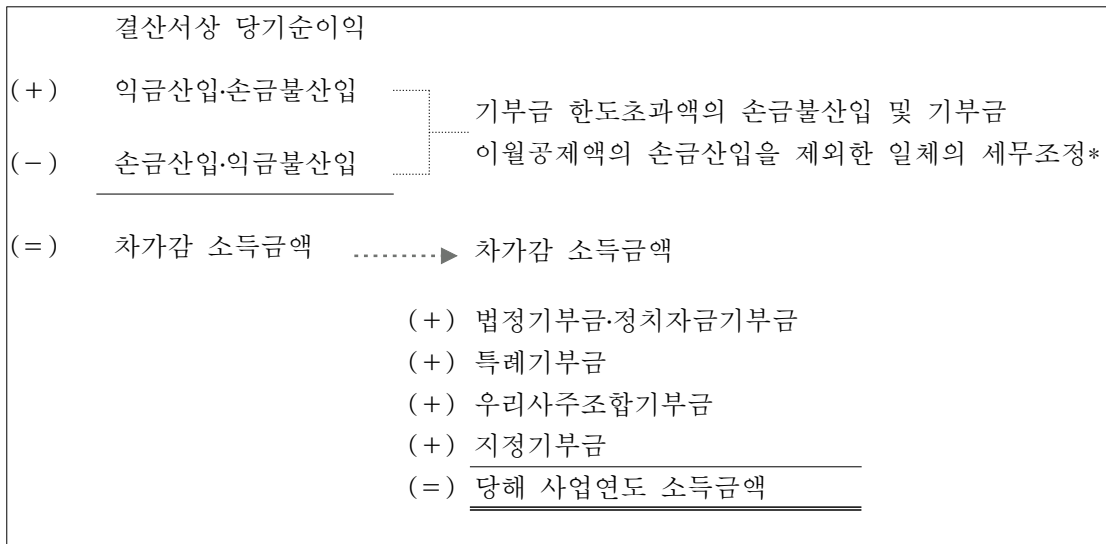 결산서상 당기순이익
(+) 익금산입·손금불산입
기부금 한도초과액의 손금불산입 및 기부금
이월공제액의 손금산입을 제외한 일체의 세무조정*
(-) 손금산입·익금불산입
(=) 차가감 소득금액 차가감 소득금액
(+) 법정기부금·정치자금기부금
(+) 특례기부금
(+) 우리사주조합기부금
(+) 지정기부금
(=) 당해 사업연도 소득금액